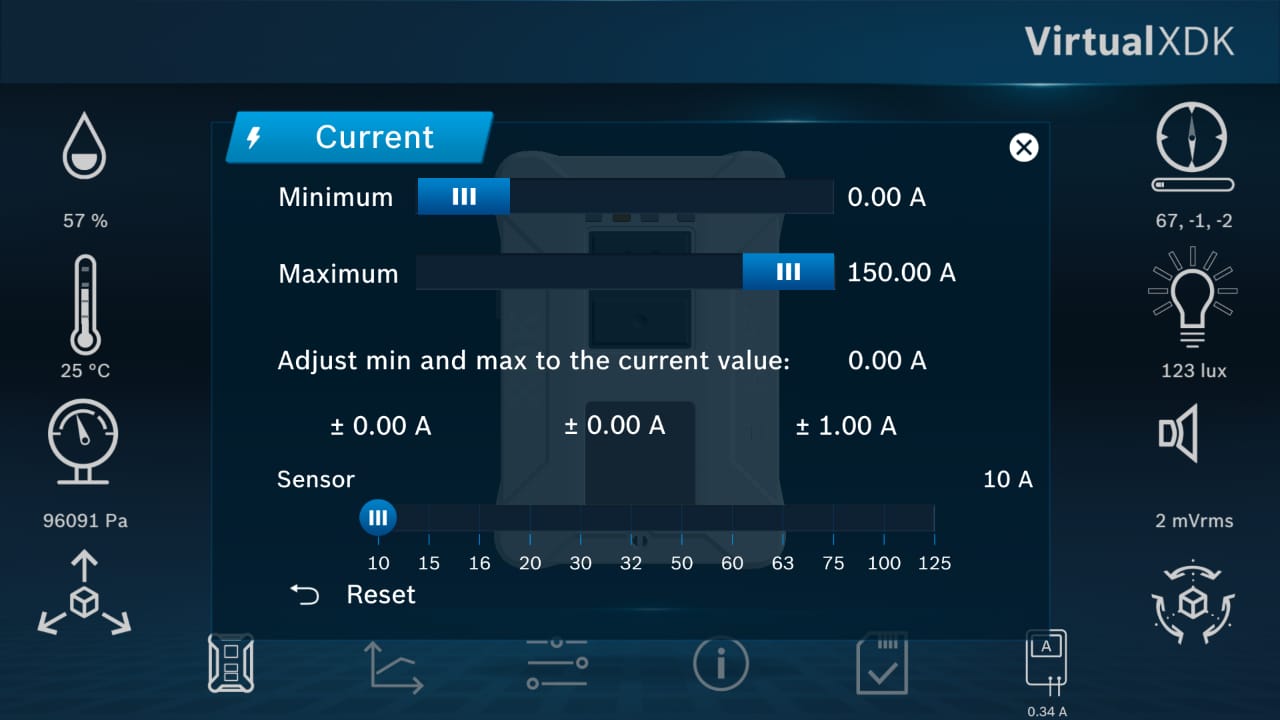 VirtualXDK
Current
Minimum 0.00 A
Maximum 150.00 A
Adjust min and max to the current value: 0.00 A
± 0.00 A ± 0.00 A ± 1.00 A
Sensor 10 A
10 15 16 20 30 32 50 60 63 75 100 125
Reset
57 %
25 °C
96091 Pa
67, -1, -2
123 lux
2 mVrms
A
0.34 A